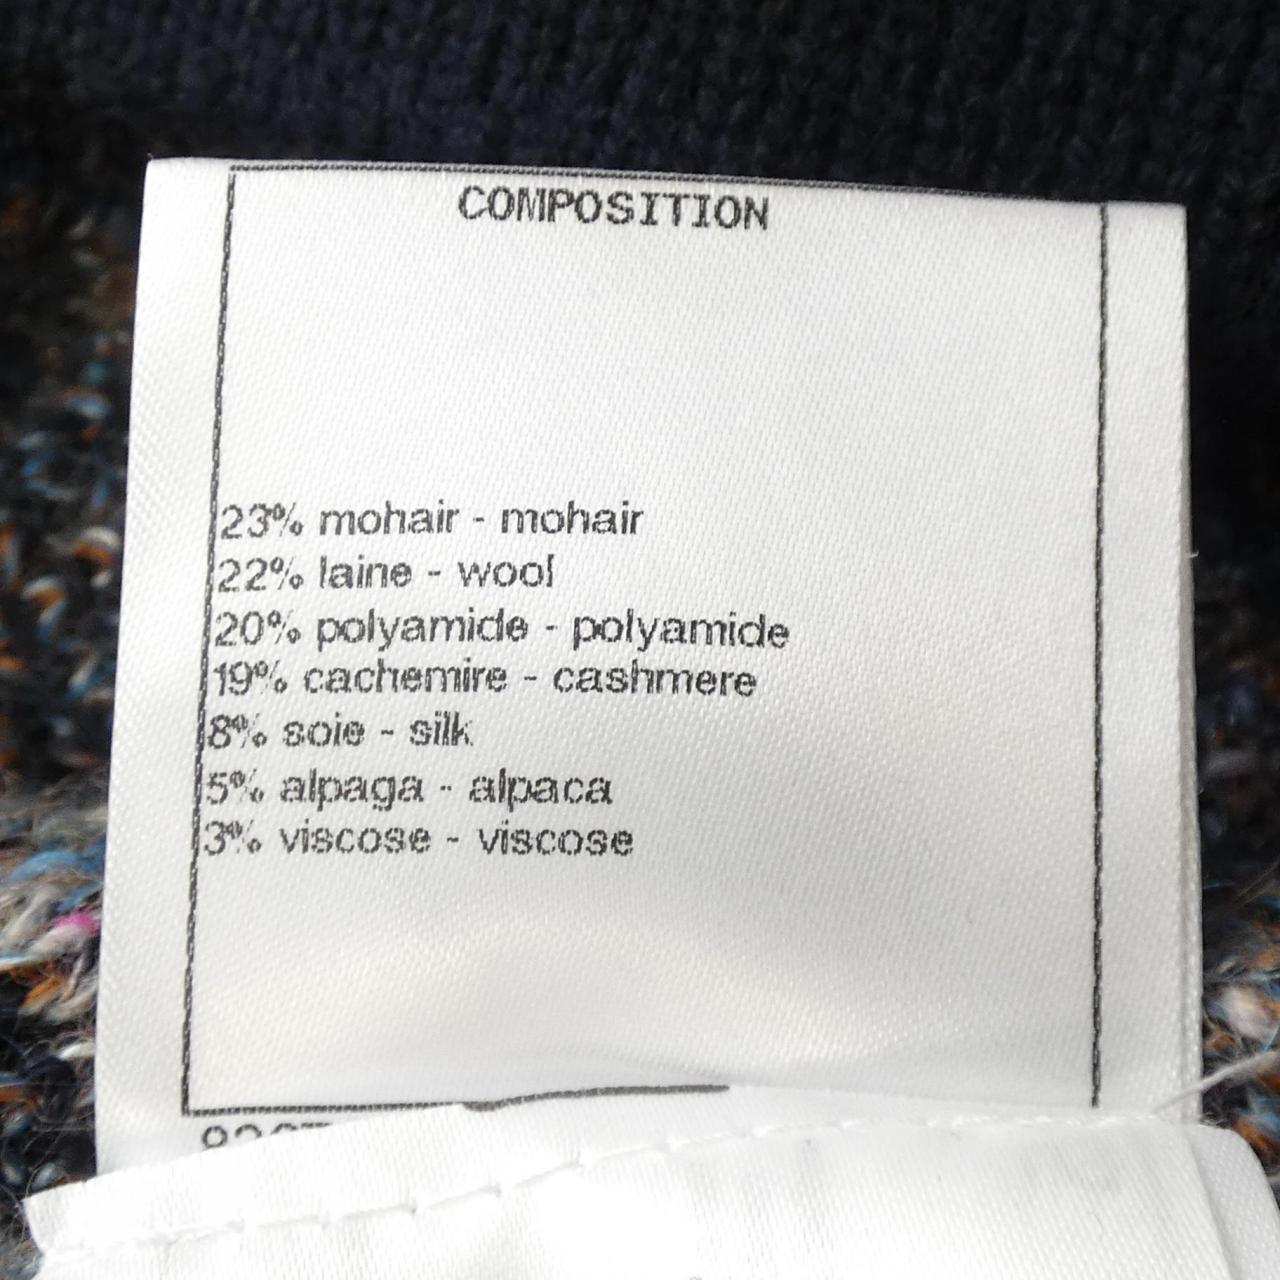 COMPOSITION
23% mohair - mohair
22% laine - wool
20% polyamide - polyamide
19% cachemire - cashmere
8% soie - silk
5% alpaga - alpaca
3% viscose - viscose